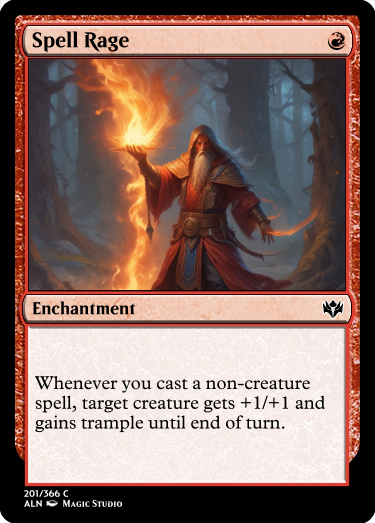 Spell Rage
Enchantment
Whenever you cast a non-creature
spell, target creature gets +1/+1 and
gains trample until end of turn.
201/366 C
ALN Magic Studio